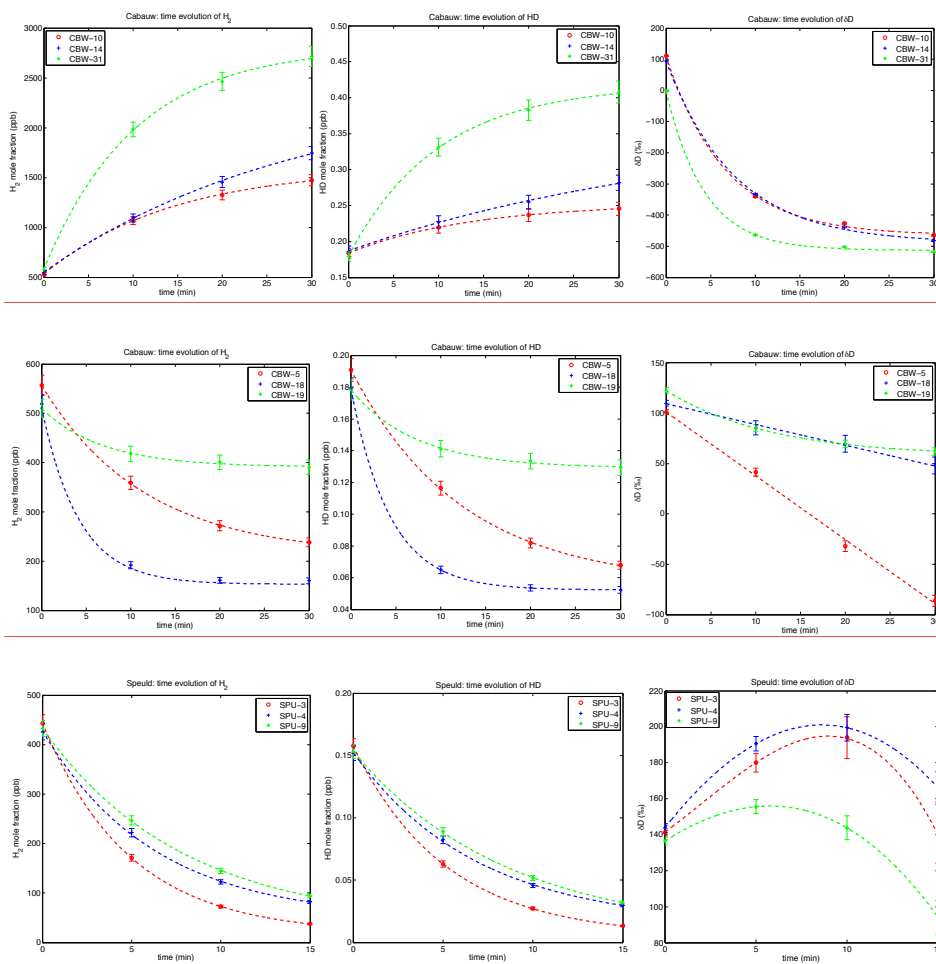 Cabauw: time evolution of H2
H2 mole fraction (ppb)
3000
2500
2000
1500
1000
500
CBW-10
CBW-14
CBW-31
0 5 10 15 20 25 30
time (min)
Cabauw: time evolution of HD
HD mole fraction (ppb)
0.50
0.45
0.40
0.35
0.30
0.25
0.20
0.15
CBW-10
CBW-14
CBW-31
0 5 10 15 20 25 30
time (min)
Cabauw: time evolution of δD
δD (‰)
200
100
0
−100
−200
−300
−400
−500
−600
CBW-10
CBW-14
CBW-31
0 5 10 15 20 25 30
time (min)
Cabauw: time evolution of H2
H2 mole fraction (ppb)
600
500
400
300
200
100
CBW-5
CBW-18
CBW-19
0 5 10 15 20 25 30
time (min)
Cabauw: time evolution of HD
HD mole fraction (ppb)
0.20
0.18
0.16
0.14
0.12
0.10
0.08
0.06
0.04
CBW-5
CBW-18
CBW-19
0 5 10 15 20 25 30
time (min)
Cabauw: time evolution of δD
δD (‰)
150
100
50
0
−50
−100
CBW-5
CBW-18
CBW-19
0 5 10 15 20 25 30
time (min)
Speuld: time evolution of H2
H2 mole fraction (ppb)
500
400
300
200
100
0
SPU-3
SPU-4
SPU-9
0 5 10 15
time (min)
Speuld: time evolution of HD
HD mole fraction (ppb)
0.20
0.15
0.10
0.05
0
SPU-3
SPU-4
SPU-9
0 5 10 15
time (min)
Speuld: time evolution of δD
δD (‰)
220
200
180
160
140
120
100
80
SPU-3
SPU-4
SPU-9
0 5 10
time (min)